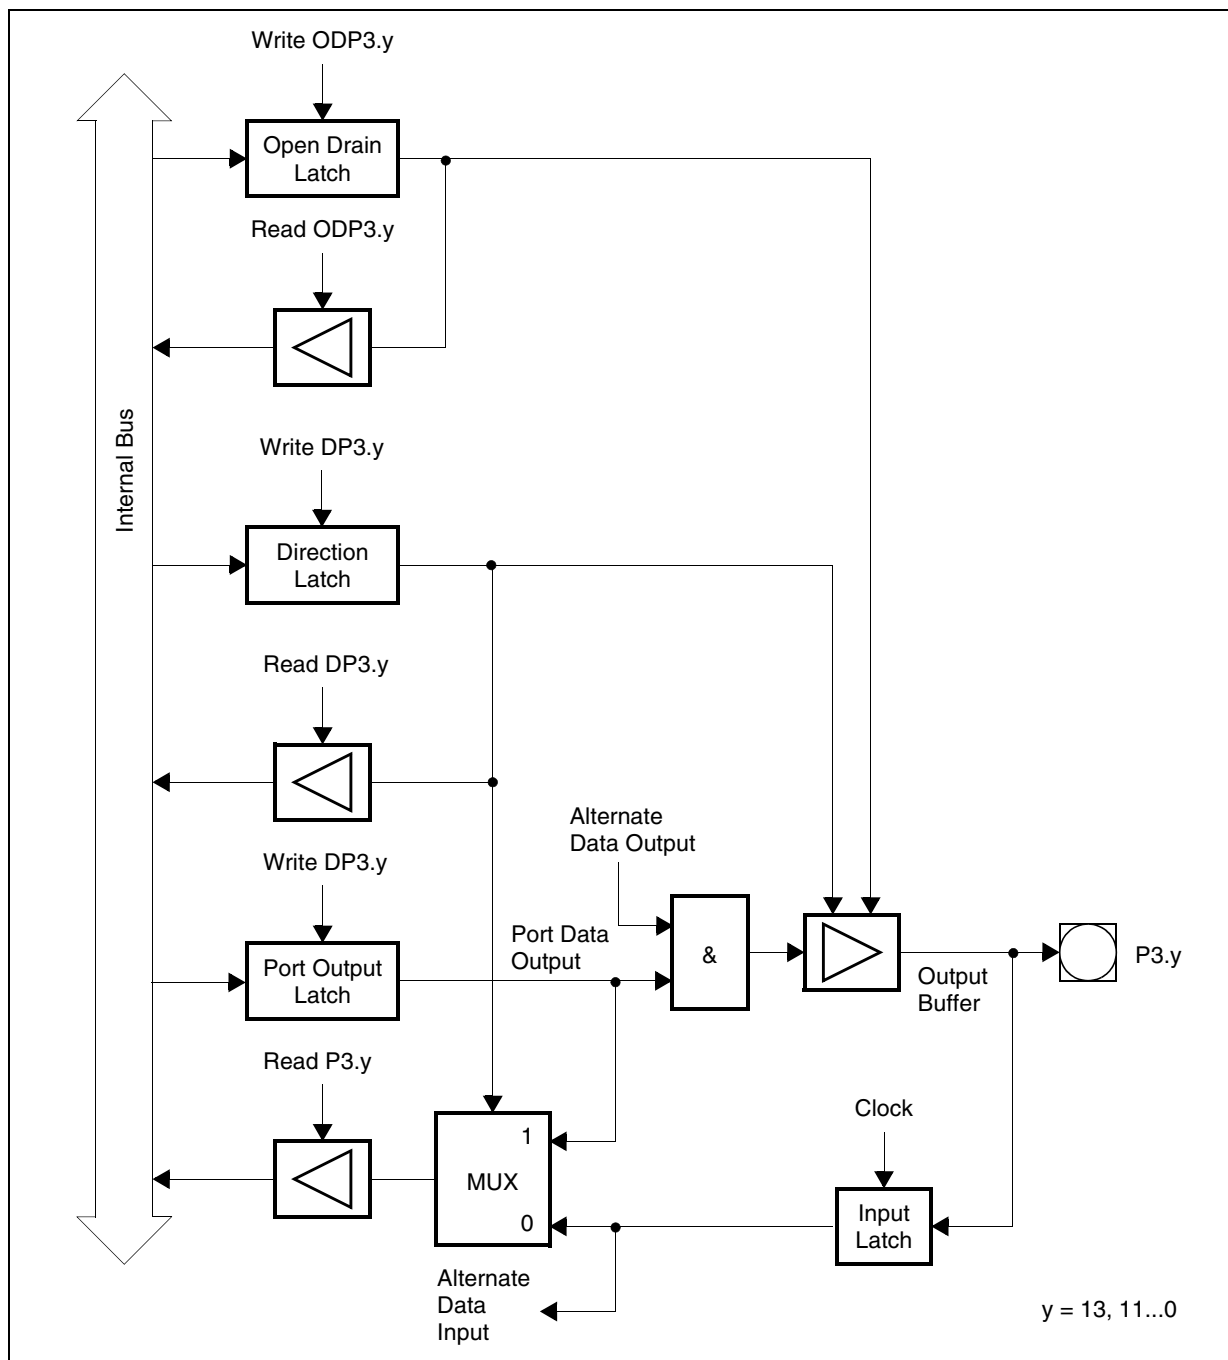 Write ODP3.y
Open Drain
Latch
Read ODP3.y
Internal Bus
Write DP3.y
Direction
Latch
Read DP3.y
Alternate
Data Output
Write DP3.y
Port Data
Output
&
Port Output
Latch
P3.y
Output
Buffer
Read P3.y
Clock
1
MUX
0
Input
Latch
Alternate
Data
Input
y = 13, 11...0